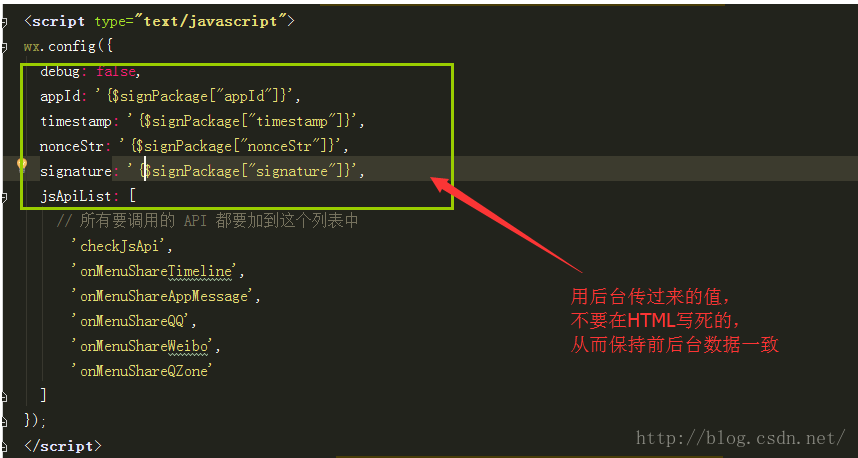 <script type="text/javascript">
wx.config({
debug: false,
appId: '{$signPackage["appId"]}',
timestamp: '{$signPackage["timestamp"]}',
nonceStr: '{$signPackage["nonceStr"]}',
signature: '{$signPackage["signature"]}',
jsApiList: [
// 所有要调用的 API 都要加到这个列表中
'checkJsApi',
'onMenuShareTimeline',
'onMenuShareAppMessage',
'onMenuShareQQ',
'onMenuShareWeibo',
'onMenuShareQZone'
]
});
</script>
用后台传过来的值，
不要在HTML写死的，
从而保持前后台数据一致
http://blog.csdn.net/